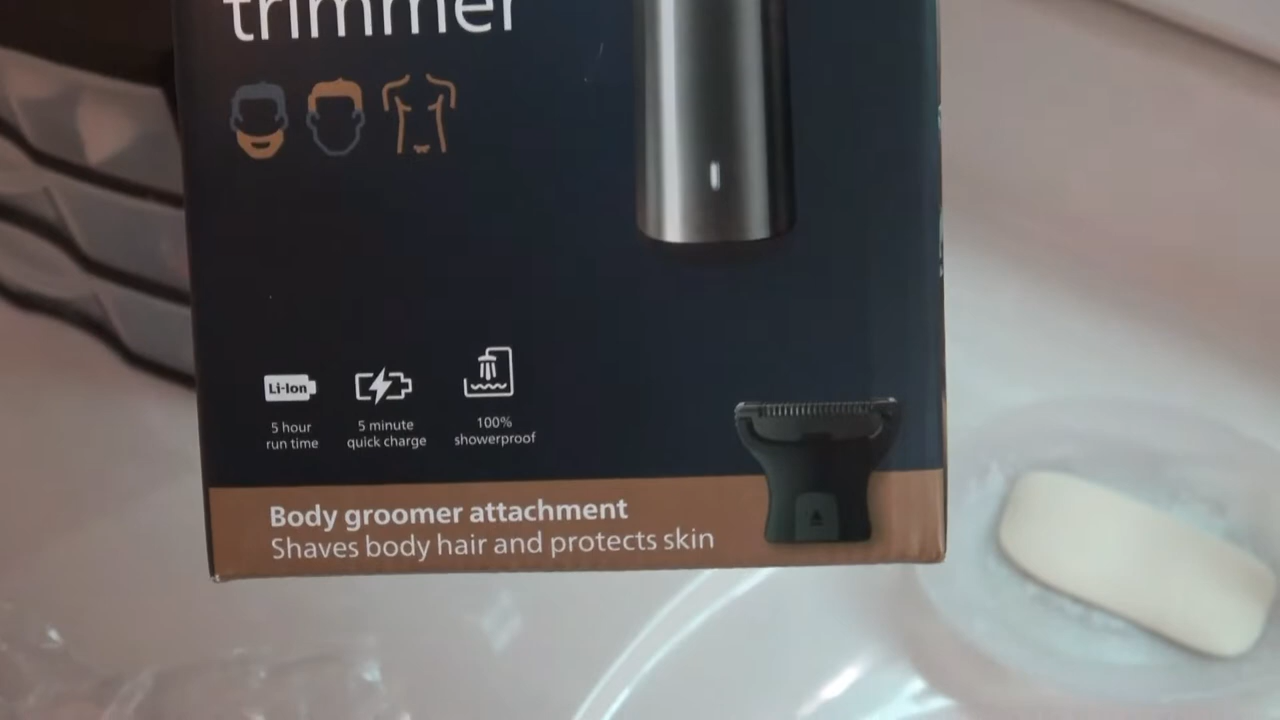 trimmer
Li-Ion
5 hour
run time
5 minute
quick charge
100%
showerproof
Body groomer attachment
Shaves body hair and protects skin